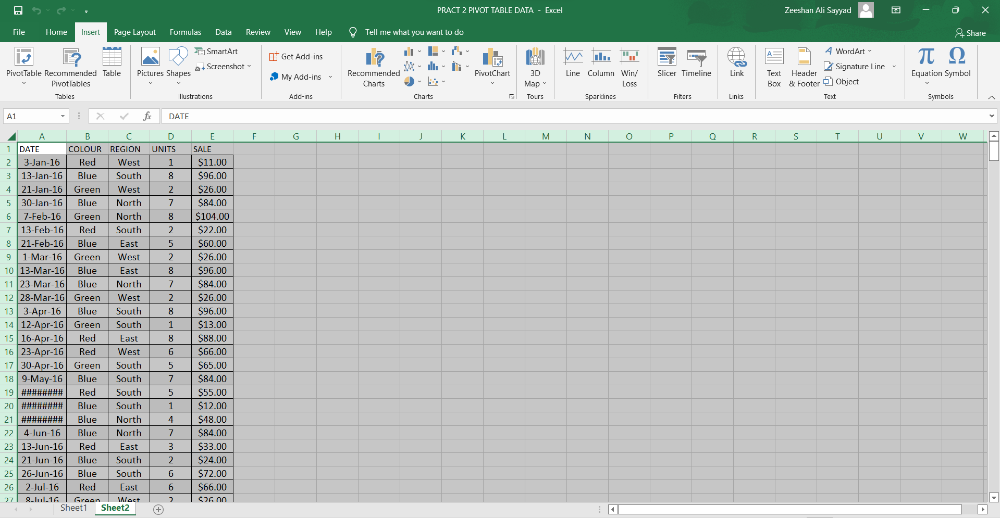 PRACT 2 PIVOT TABLE DATA - Excel
Zeeshan Ali Sayyad
File Home Insert Page Layout Formulas Data Review View Help Tell me what you want to do
Share
PivotTable
Recommended PivotTables
Table
Tables
Pictures
Shapes
SmartArt
Screenshot
Illustrations
Get Add-ins
My Add-ins
Add-ins
Recommended Charts
PivotChart
Charts
3D Map
Tours
Line
Column
Win/ Loss
Sparklines
Slicer
Timeline
Filters
Link
Links
Text Box
Header & Footer
WordArt
Signature Line
Object
Text
Equation
Symbol
Symbols
A1 fx DATE
A B C D E F G H I J K L M N O P Q R S T U V W
1 DATE COLOUR REGION UNITS SALE
2 3-Jan-16 Red West 1 $11.00
3 13-Jan-16 Blue South 8 $96.00
4 21-Jan-16 Green West 2 $26.00
5 30-Jan-16 Blue North 7 $84.00
6 7-Feb-16 Green North 8 $104.00
7 13-Feb-16 Red South 2 $22.00
8 21-Feb-16 Blue East 5 $60.00
9 1-Mar-16 Green West 2 $26.00
10 13-Mar-16 Blue East 8 $96.00
11 23-Mar-16 Blue North 7 $84.00
12 28-Mar-16 Green West 2 $26.00
13 3-Apr-16 Blue South 8 $96.00
14 12-Apr-16 Green South 1 $13.00
15 16-Apr-16 Red East 8 $88.00
16 23-Apr-16 Red West 6 $66.00
17 30-Apr-16 Green South 5 $65.00
18 9-May-16 Blue South 7 $84.00
19 ######## Red South 5 $55.00
20 ######## Blue South 1 $12.00
21 ######## Blue North 4 $48.00
22 4-Jun-16 Blue North 7 $84.00
23 13-Jun-16 Red East 3 $33.00
24 21-Jun-16 Blue South 2 $24.00
25 26-Jun-16 Blue South 6 $72.00
26 2-Jul-16 Red East 6 $66.00
27 8-Jul-16 Green West 2 $26.00
Sheet1 Sheet2